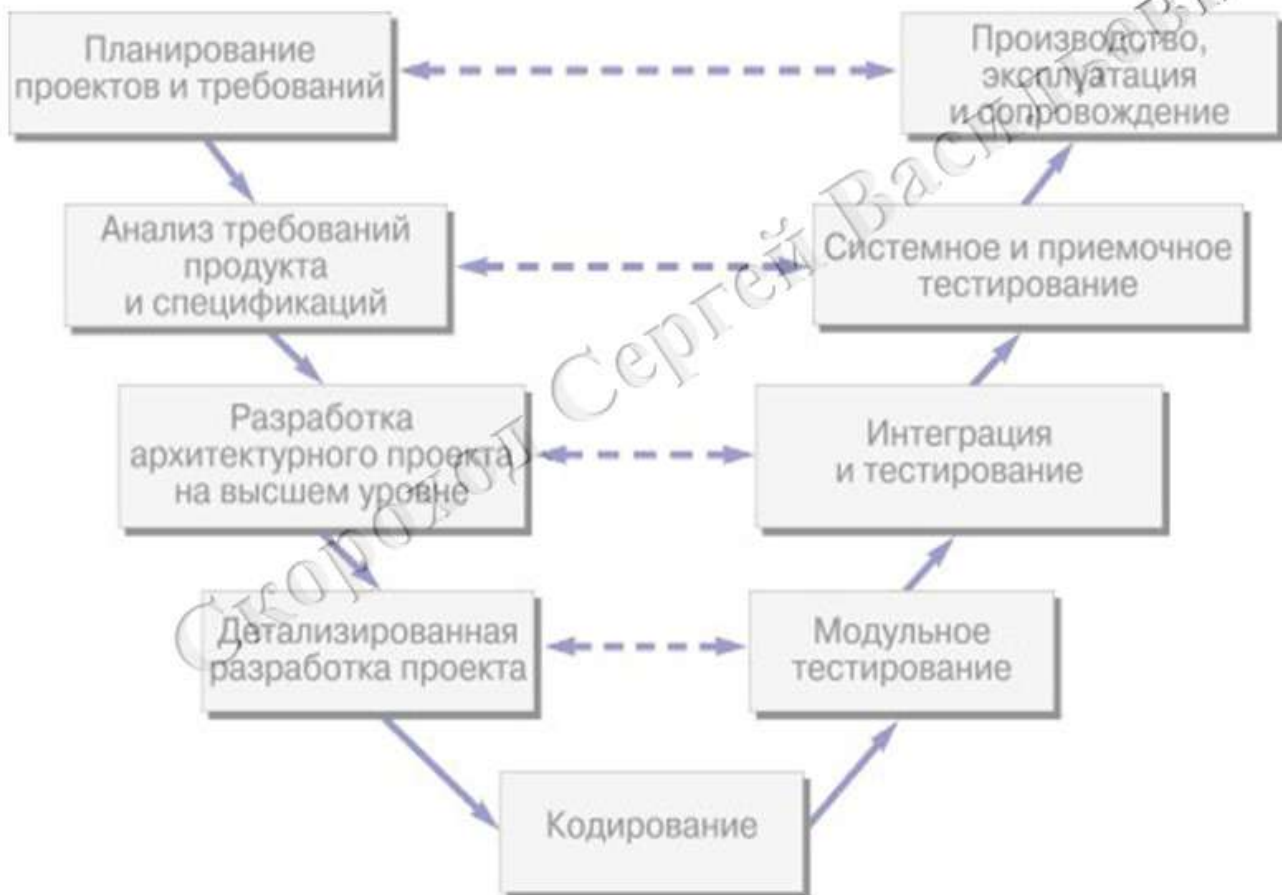 Планирование
проектов и требований
Производство,
эксплуатация
и сопровождение
Анализ требований
продукта
и спецификаций
Системное и приемочное
тестирование
Разработка
архитектурного проекта
на высшем уровне
Интеграция
и тестирование
Детализированная
разработка проекта
Модульное
тестирование
Кодирование
Скороход Сергей